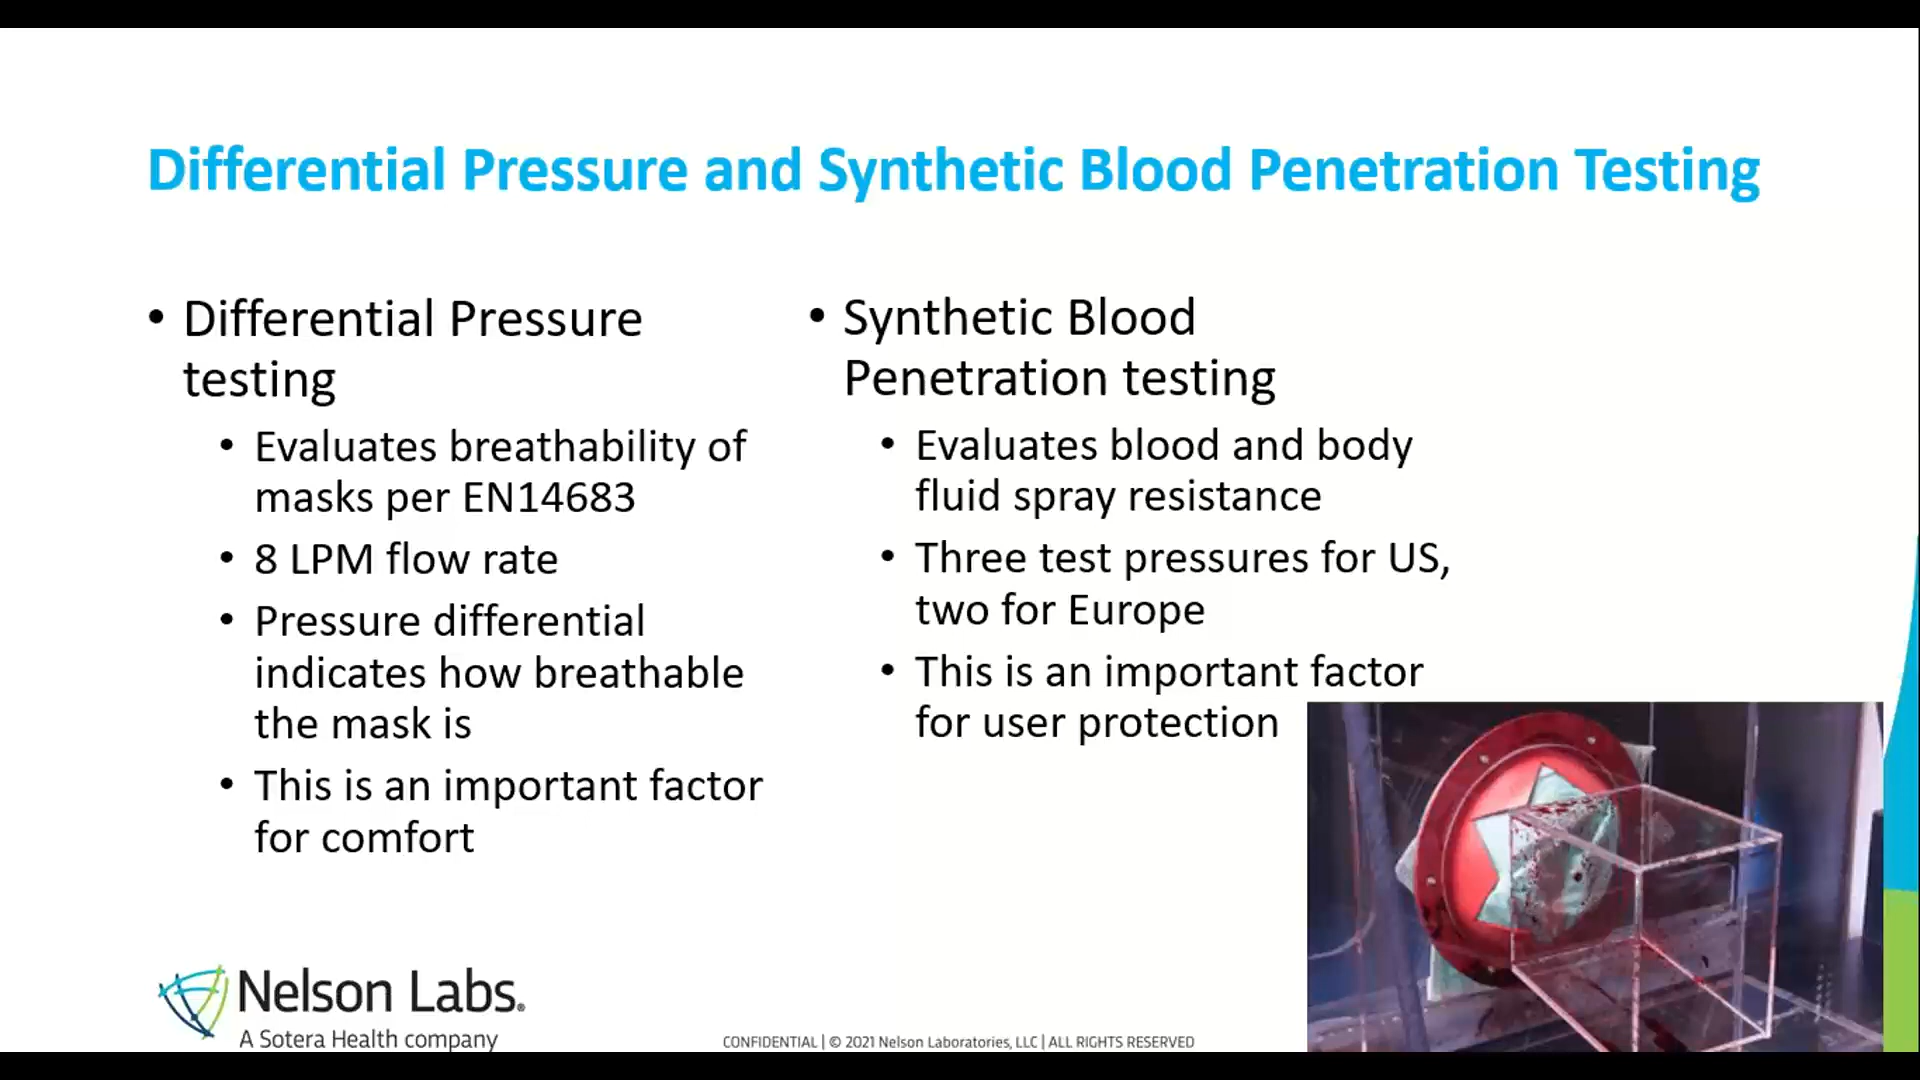 Differential Pressure and Synthetic Blood Penetration Testing
• Differential Pressure
testing
• Evaluates breathability of
masks per EN14683
• 8 LPM flow rate
• Pressure differential
indicates how breathable
the mask is
• This is an important factor
for comfort
• Synthetic Blood
Penetration testing
• Evaluates blood and body
fluid spray resistance
• Three test pressures for US,
two for Europe
• This is an important factor
for user protection
Nelson Labs®
A Sotera Health company
CONFIDENTIAL | © 2021 Nelson Laboratories, LLC | ALL RIGHTS RESERVED